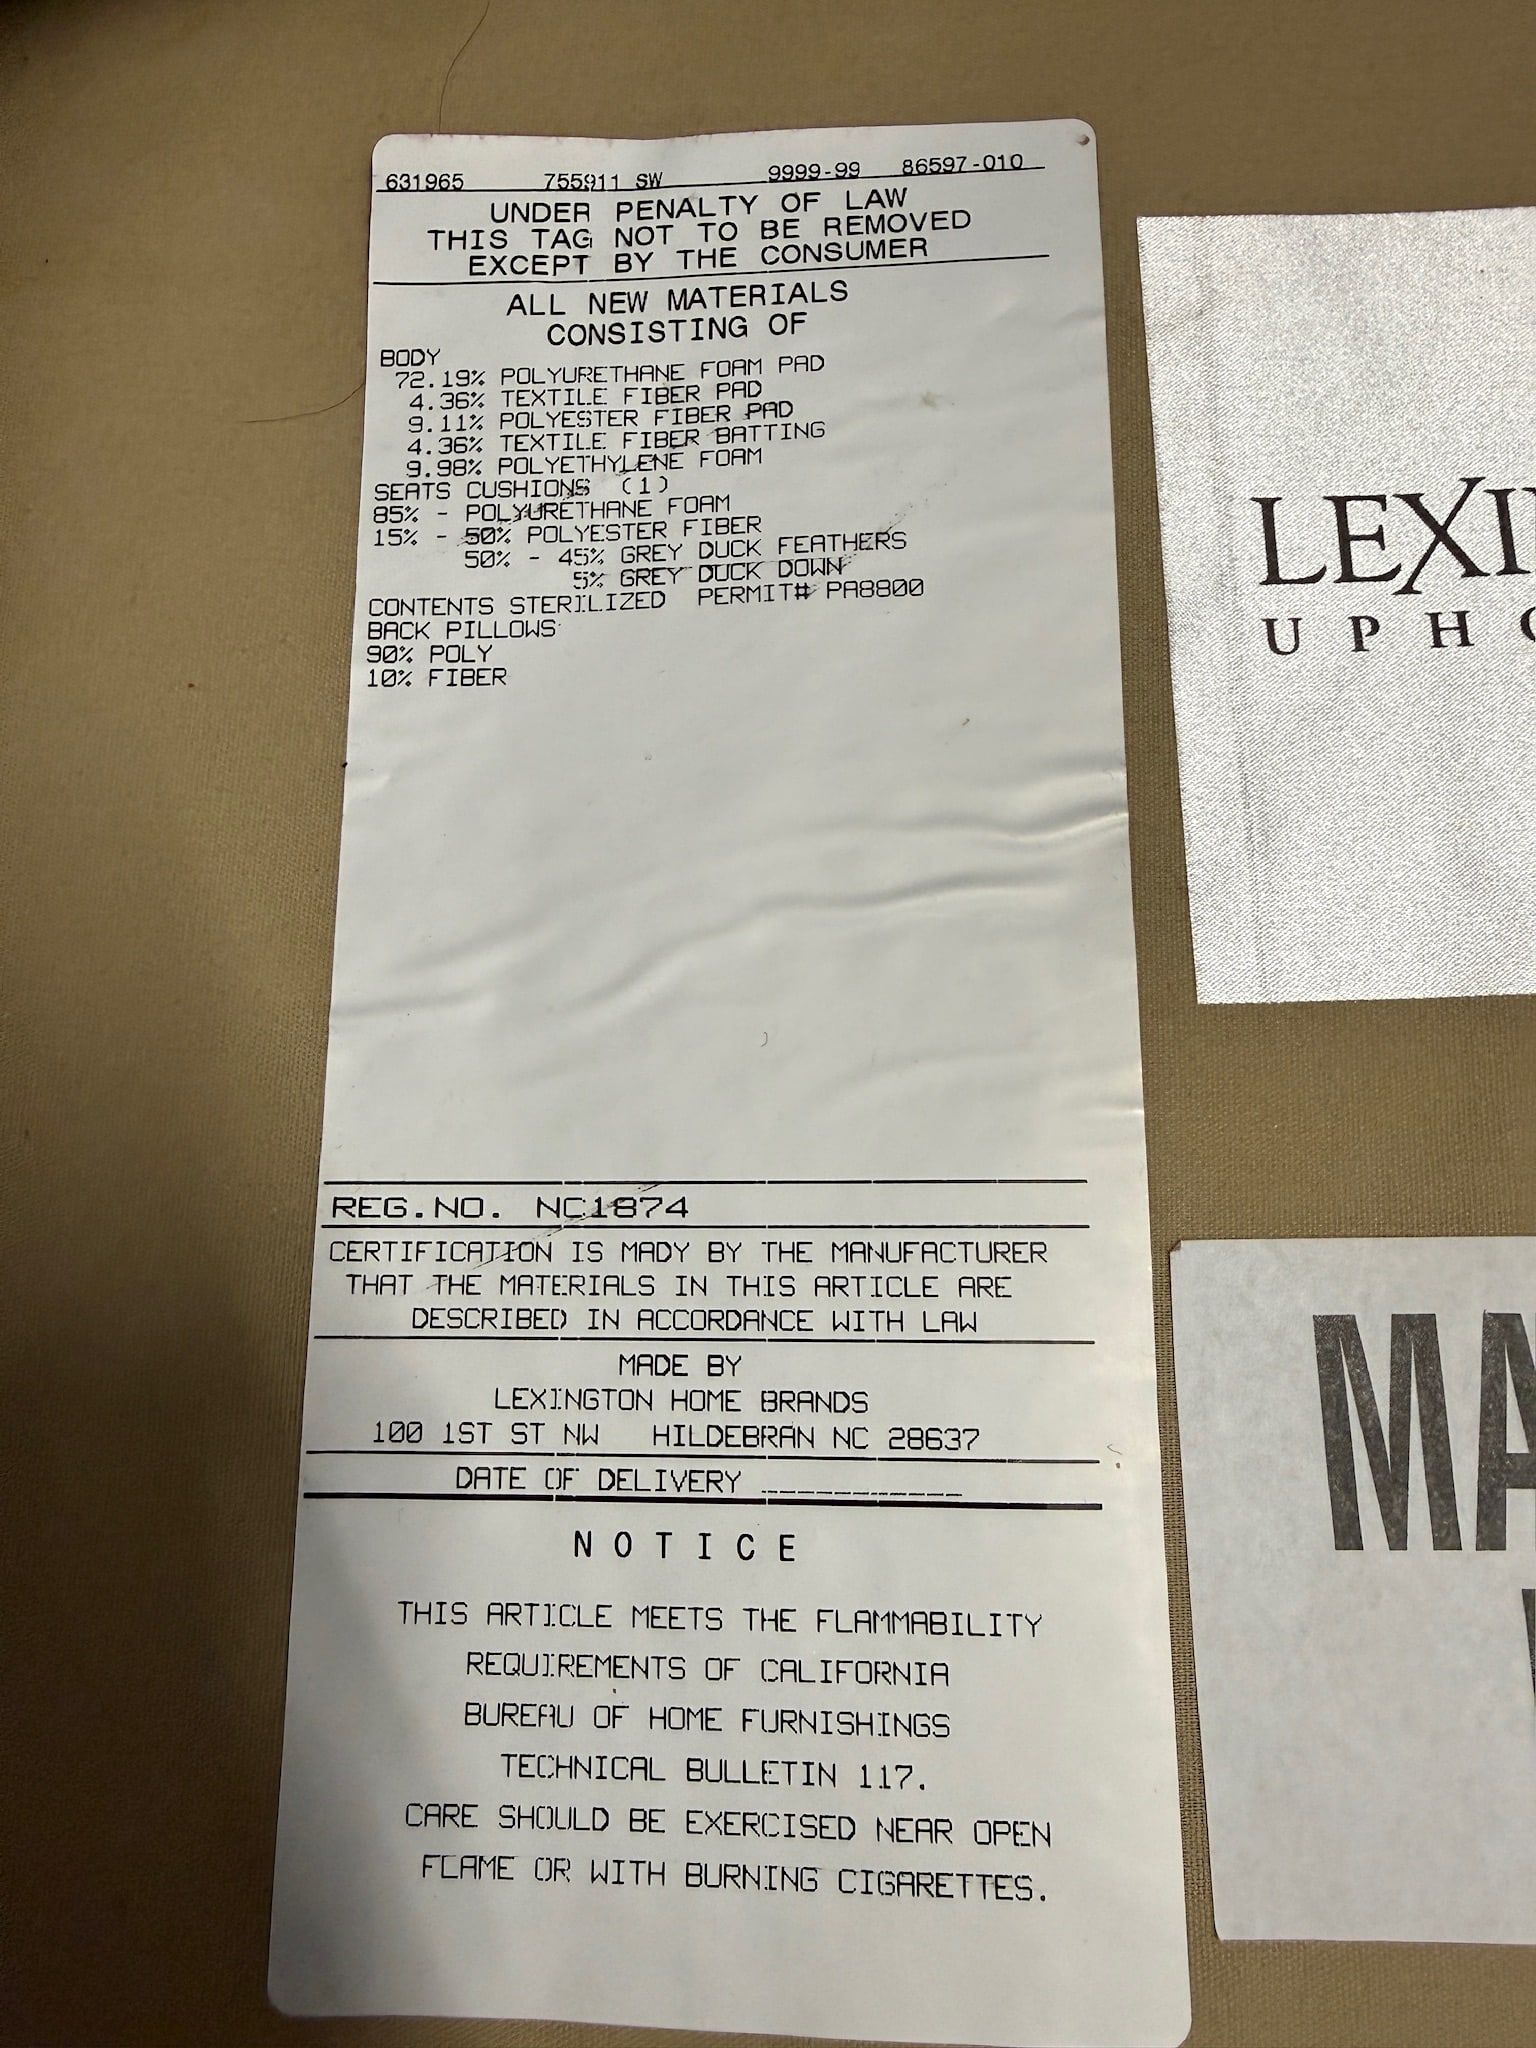 631965 755911 SW 9999-99 86597-010
UNDER PENALTY OF LAW
THIS TAG NOT TO BE REMOVED
EXCEPT BY THE CONSUMER
ALL NEW MATERIALS
CONSISTING OF
BODY
72.19% POLYURETHANE FOAM PAD
4.36% TEXTILE FIBER PAD
9.11% POLYESTER FIBER PAD
4.36% TEXTILE FIBER BATTING
9.98% POLYETHYLENE FOAM
SEATS CUSHIONS (1)
85% - POLYURETHANE FOAM
15% - 50% POLYESTER FIBER
50% - 45% GREY DUCK FEATHERS
5% GREY DUCK DOWN
CONTENTS STERILIZED PERMIT# PA8800
BACK PILLOWS
90% POLY
10% FIBER
REG.NO. NC1874
CERTIFICATION IS MADY BY THE MANUFACTURER
THAT THE MATERIALS IN THIS ARTICLE ARE
DESCRIBED IN ACCORDANCE WITH LAW
MADE BY
LEXINGTON HOME BRANDS
100 1ST ST NW HILDEBRAN NC 28637
DATE OF DELIVERY ____________
NOTICE
THIS ARTICLE MEETS THE FLAMMABILITY
REQUIREMENTS OF CALIFORNIA
BUREAU OF HOME FURNISHINGS
TECHNICAL BULLETIN 117.
CARE SHOULD BE EXERCISED NEAR OPEN
FLAME OR WITH BURNING CIGARETTES.
LEXI
UPH
MA